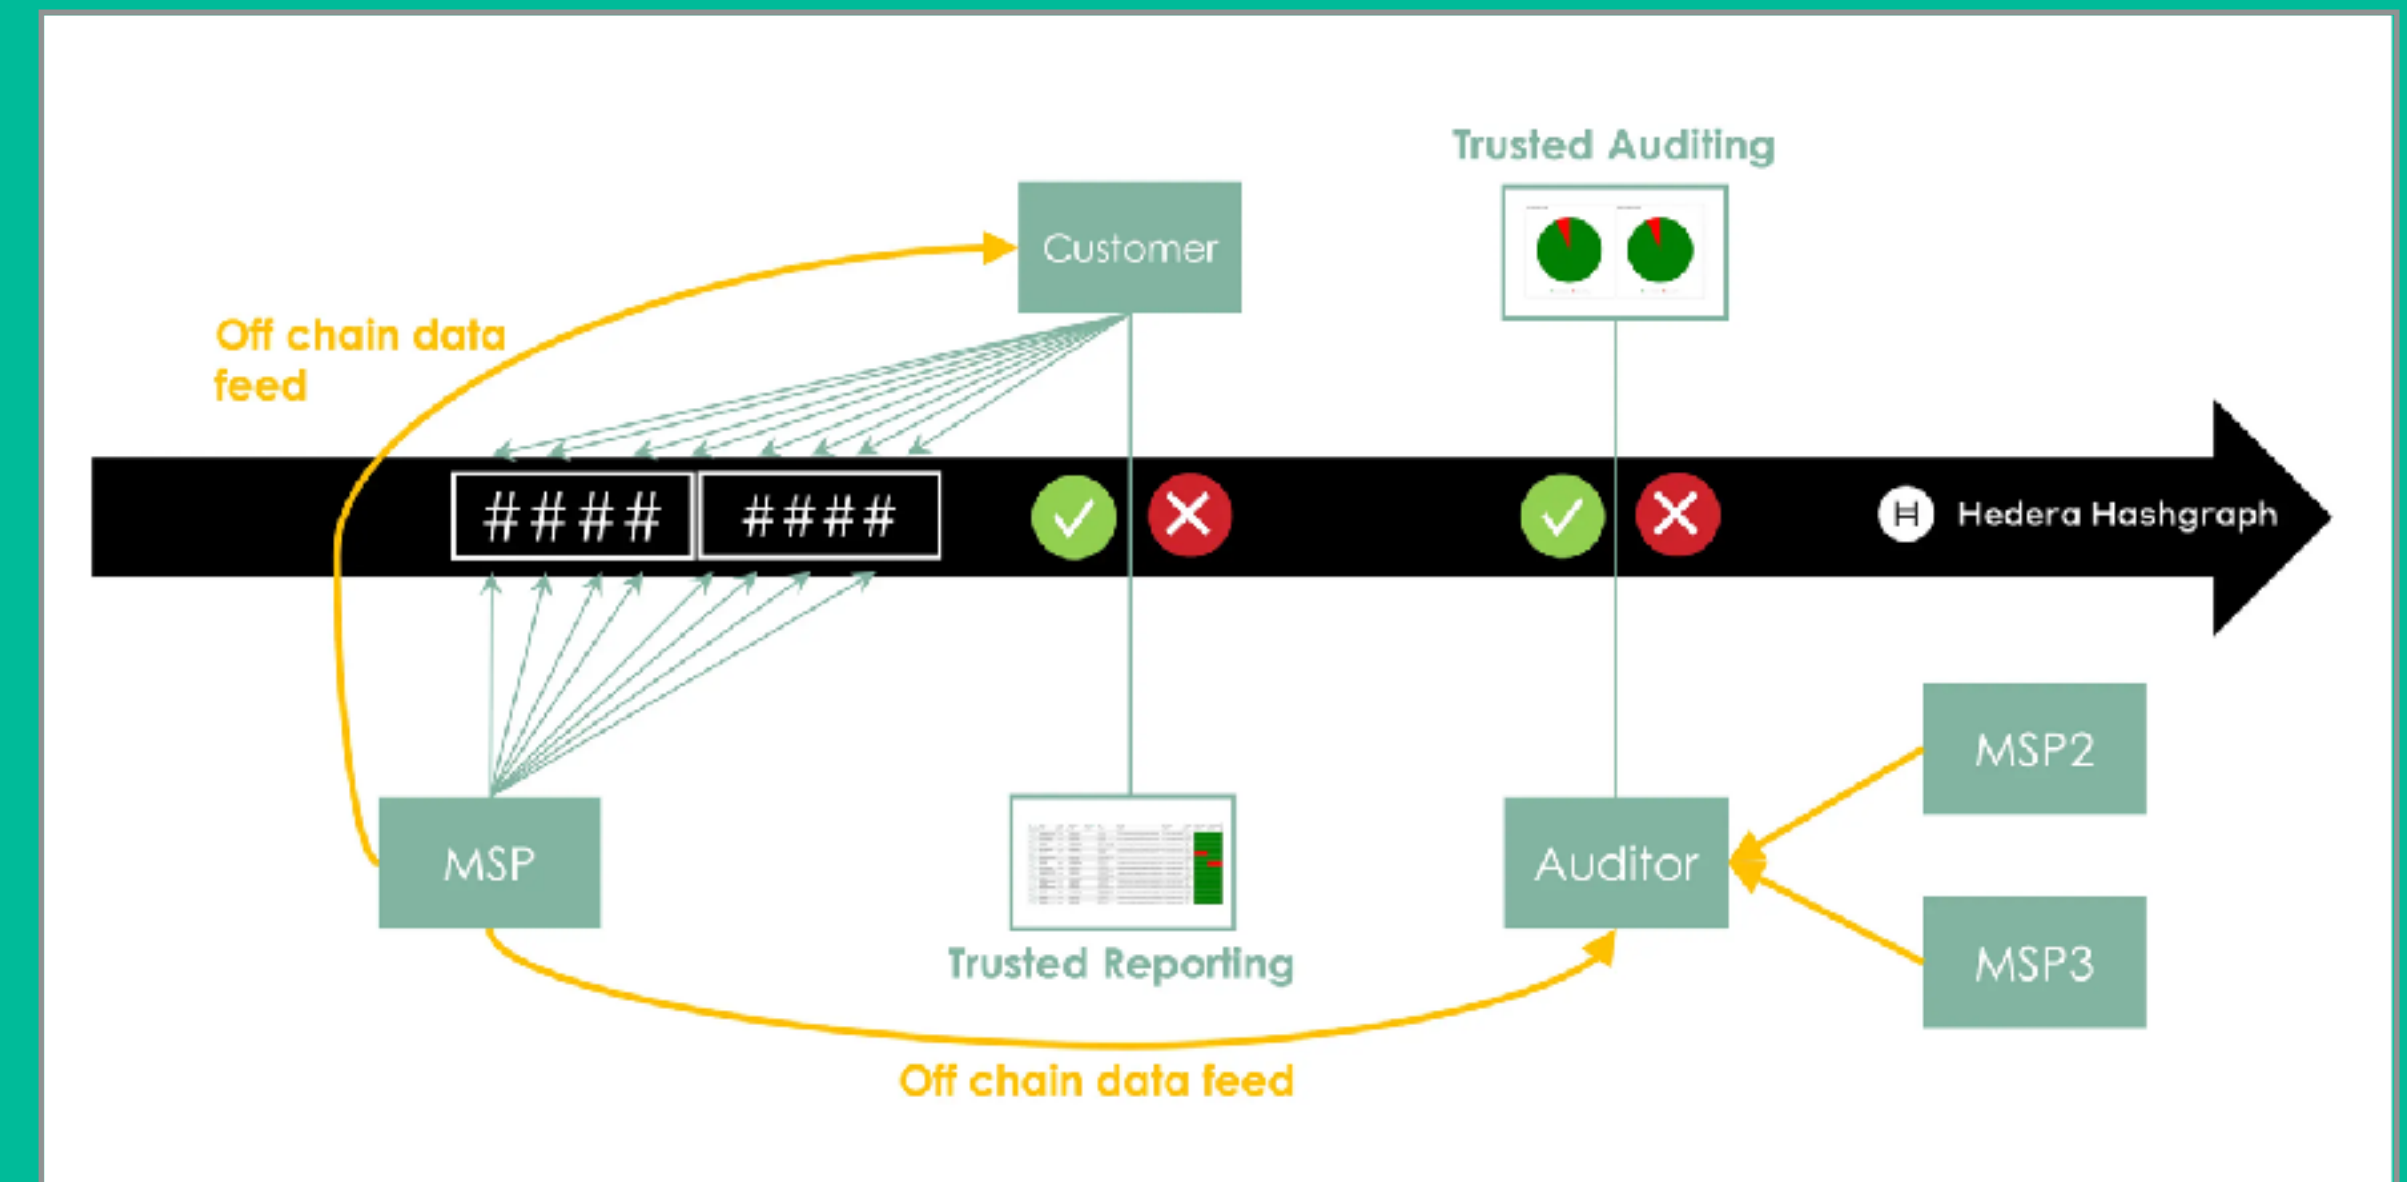 Trusted Auditing
Customer
Off chain data
feed
# # # #
# # # #
H Hedera Hashgraph
MSP2
MSP
Auditor
MSP3
Trusted Reporting
Off chain data feed